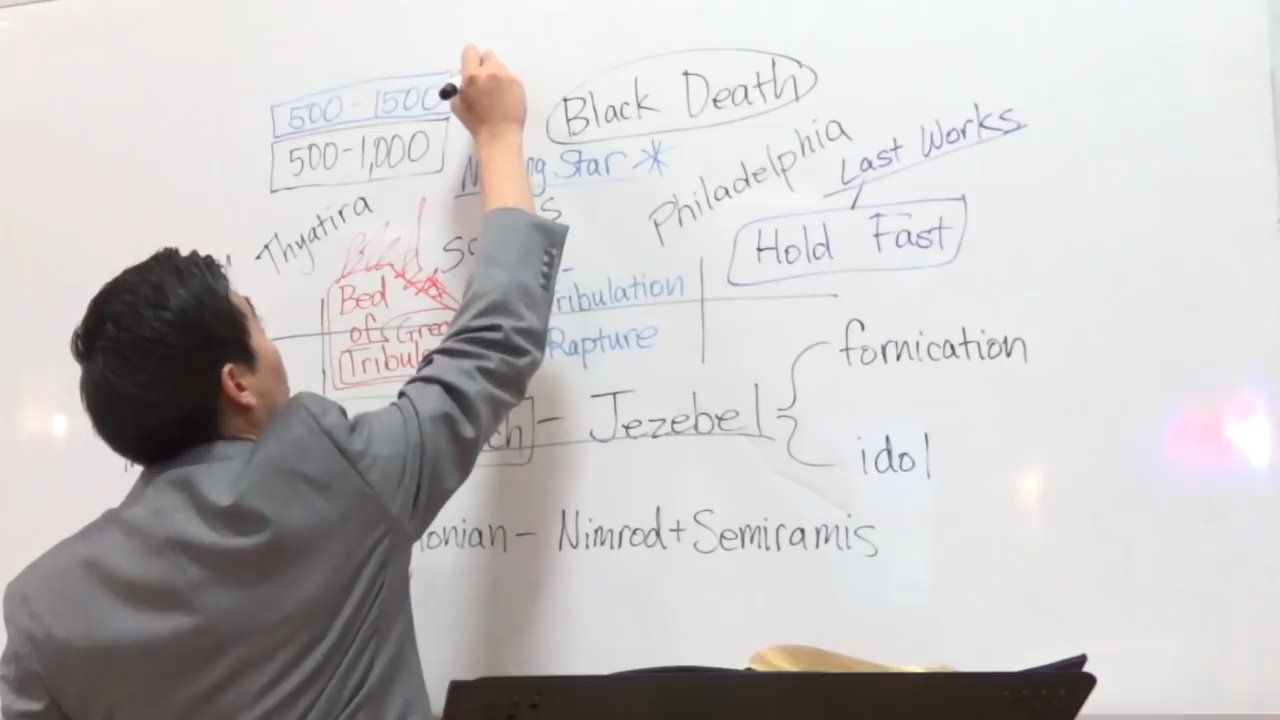 500-1500
Black Death
500-1,000
Star
Last Works
Philadelphia
Thyatira
Hold Fast
Bed
of
Rapture
fornication
Jezebel
idol
- Nimrod+Semiramis